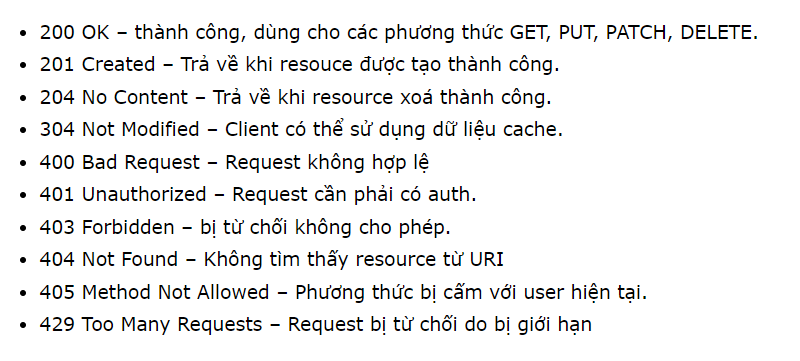 • 200 OK – thành công, dùng cho các phương thức GET, PUT, PATCH, DELETE.
• 201 Created – Trả về khi resouce được tạo thành công.
• 204 No Content – Trả về khi resource xoá thành công.
• 304 Not Modified – Client có thể sử dụng dữ liệu cache.
• 400 Bad Request – Request không hợp lệ
• 401 Unauthorized – Request cần phải có auth.
• 403 Forbidden – bị từ chối không cho phép.
• 404 Not Found – Không tìm thấy resource từ URI
• 405 Method Not Allowed – Phương thức bị cấm với user hiện tại.
• 429 Too Many Requests – Request bị từ chối do bị giới hạn